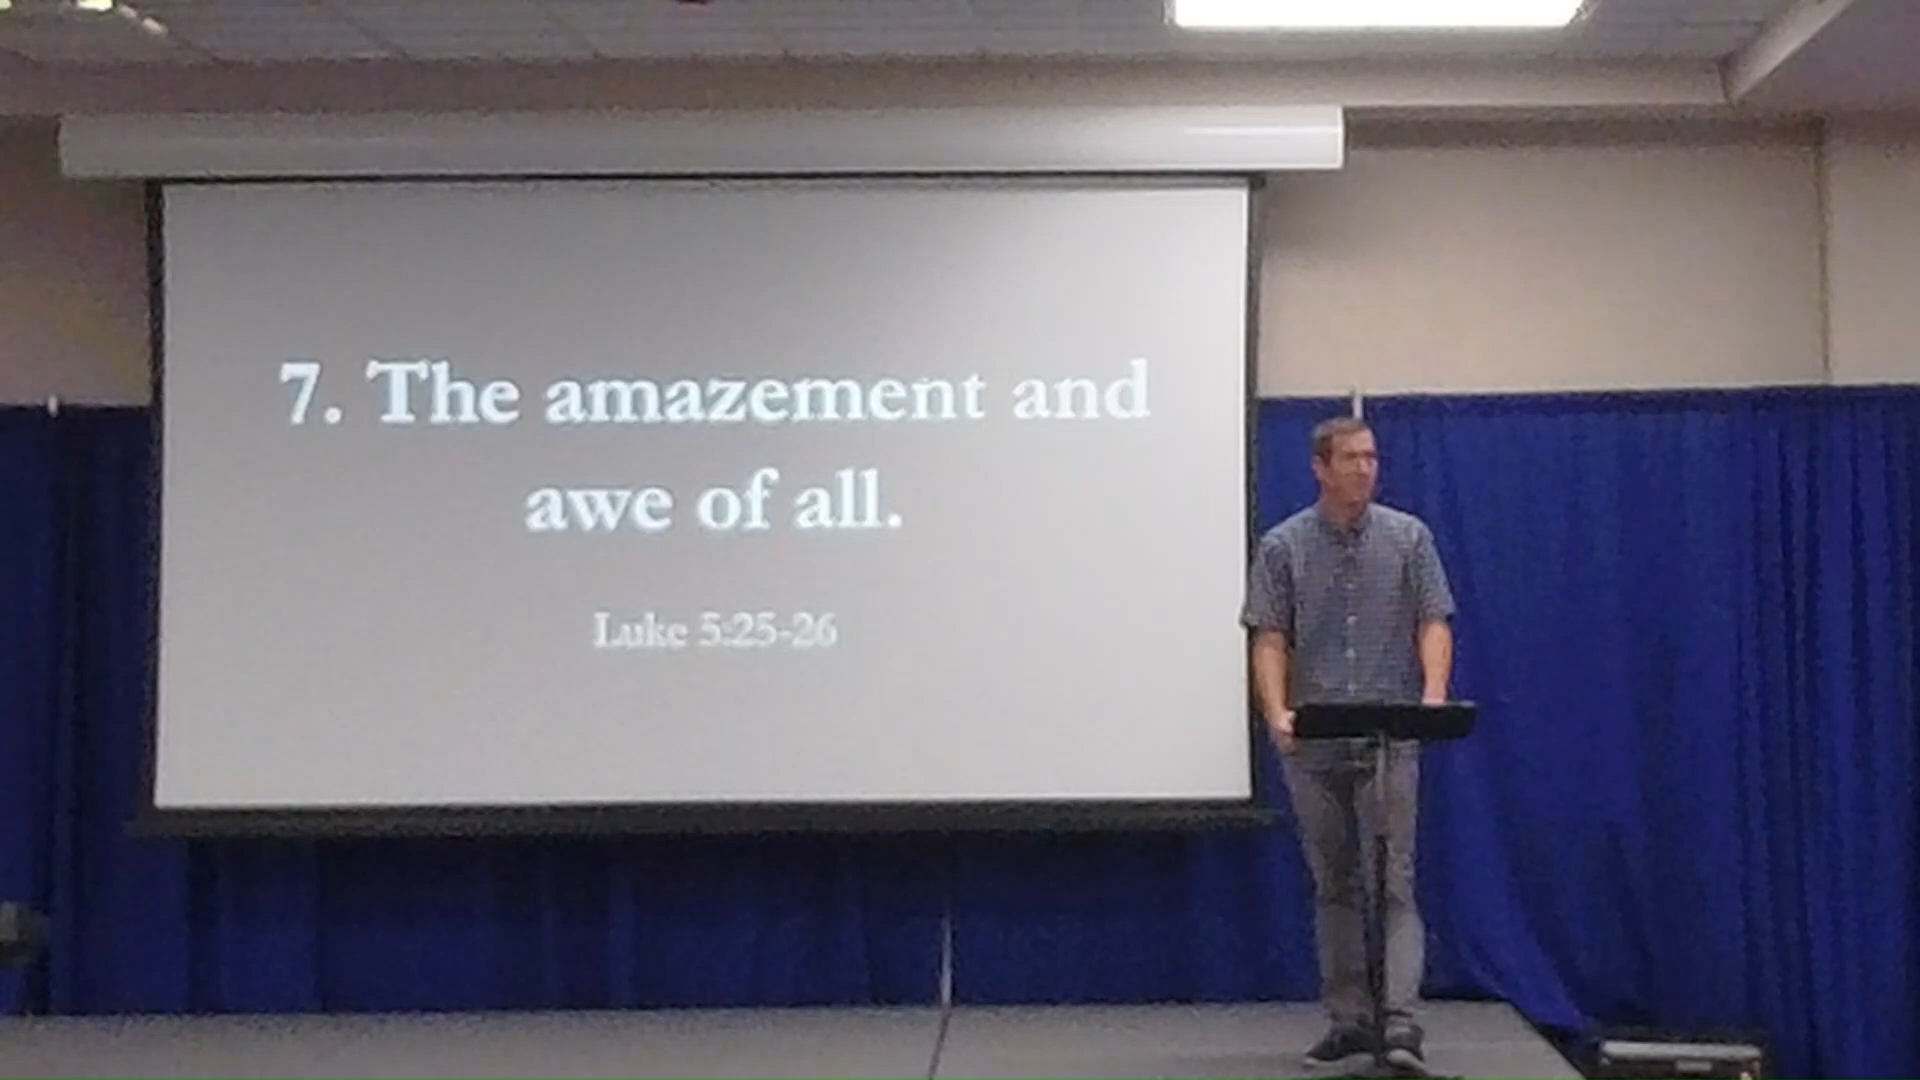 7. The amazement and
awe of all.
Luke 5:25-26